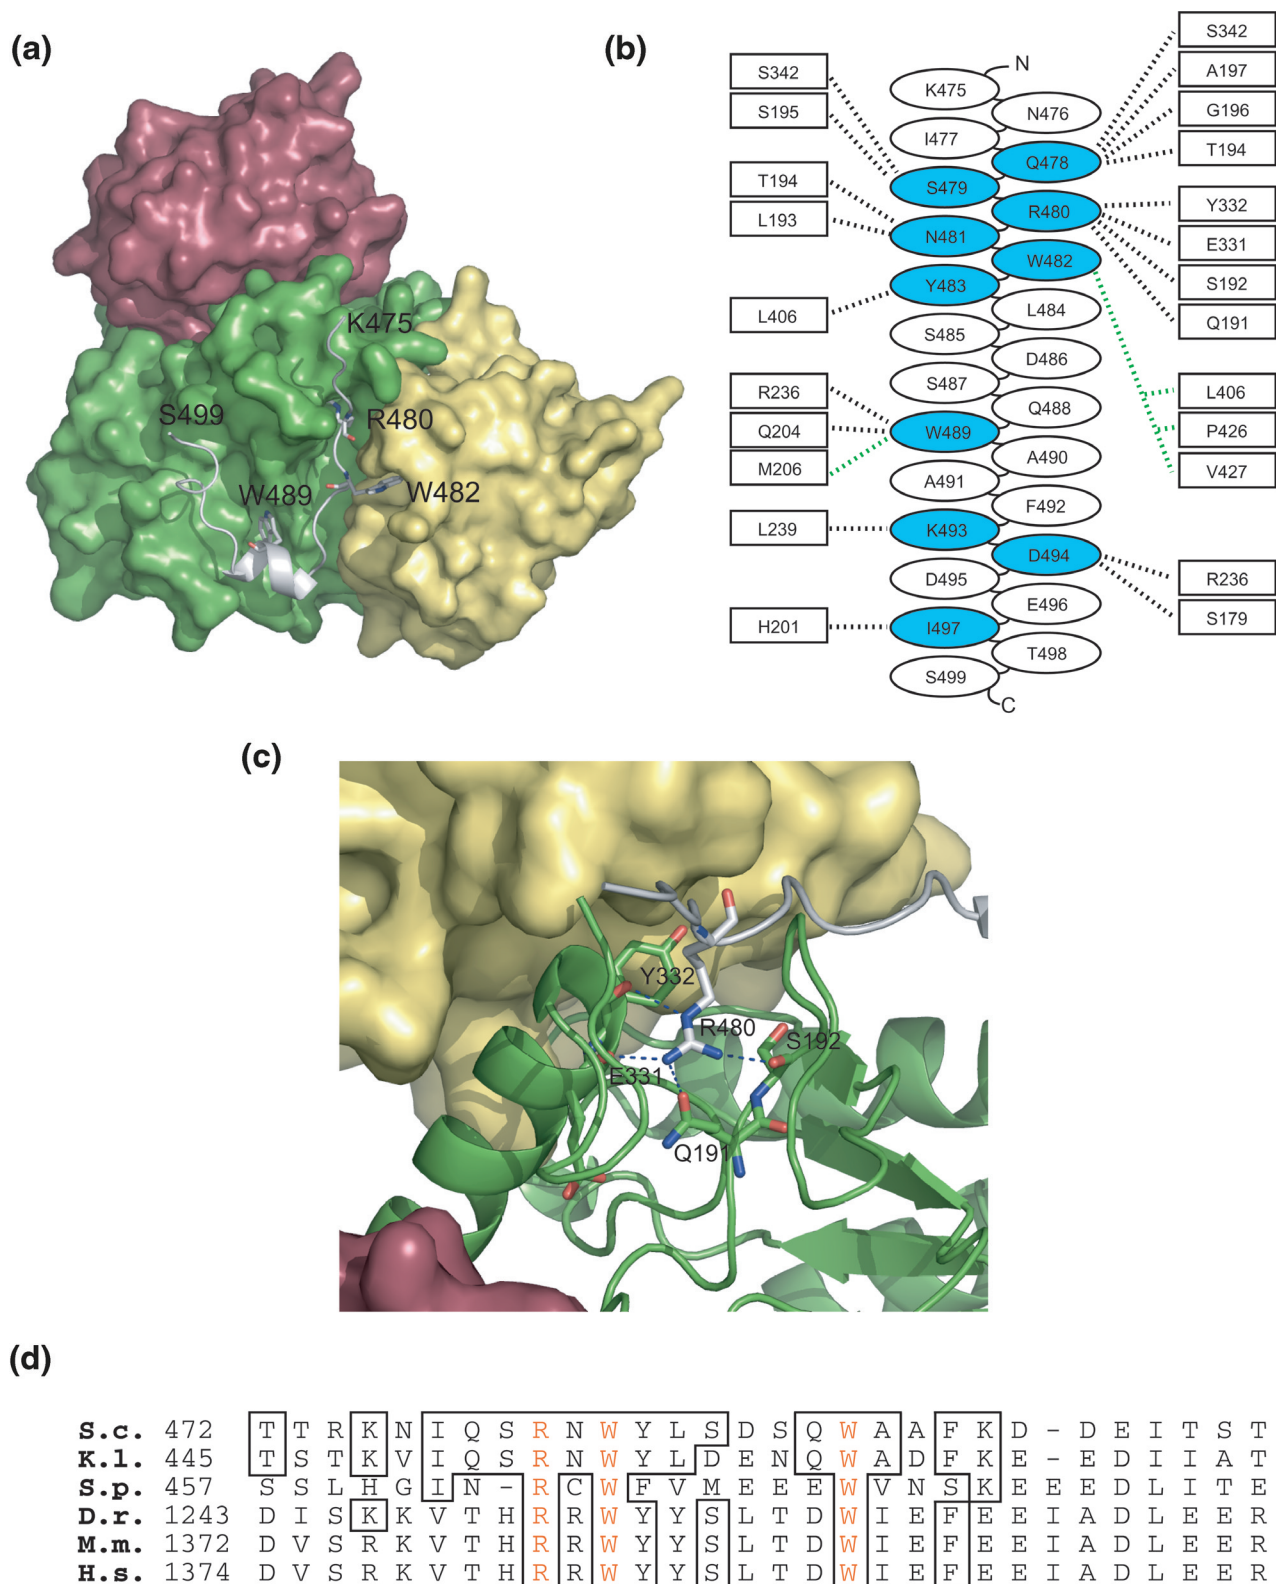 (a)
K475
S499
R480
W489
W482
(b)
N
C
S342
S195
T194
L193
L406
R236
Q204
M206
L239
H201
K475
N476
I477
Q478
S479
R480
N481
W482
Y483
L484
S485
D486
S487
Q488
W489
A490
A491
F492
K493
D494
D495
E496
I497
T498
S499
S342
A197
G196
T194
Y332
E331
S192
Q191
L406
P426
V427
R236
S179
(c)
Y332
R480
S192
E331
Q191
(d)
S.c. 472 T T R K N I Q S R N W Y L S D S Q W A A F K D - D E I T S T
K.l. 445 T S T K V I Q S R N W Y L D E N Q W A D F K E - E D I I A T
S.p. 457 S S L H G I N - R C W F V M E E E W V N S K E E E D L I T E
D.r. 1243 D I S K K V T H R R W Y Y S L T D W I E F E E I A D L E E R
M.m. 1372 D V S R K V T H R R W Y Y S L T D W I E F E E I A D L E E R
H.s. 1374 D V S R K V T H R R W Y Y S L T D W I E F E E I A D L E E R